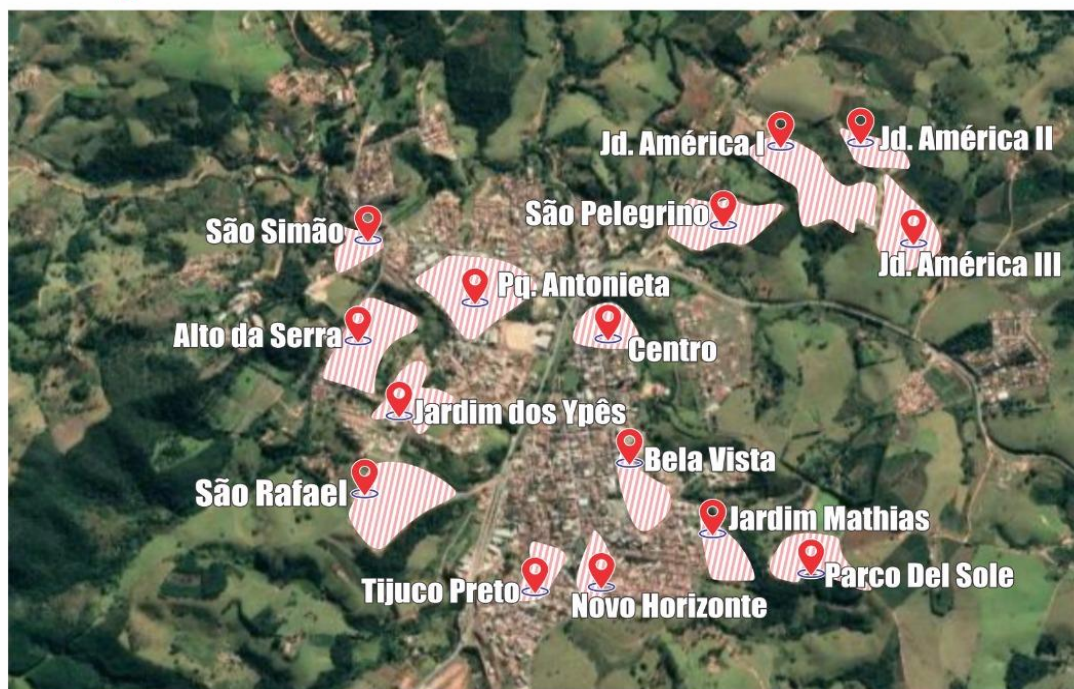 Jd. América I
Jd. América II
São Pelegrino
São Simão
Jd. América III
Pq. Antonieta
Alto da Serra
Centro
Jardim dos Ypês
Bela Vista
São Rafael
Jardim Mathias
Parco Del Sole
Tijuco Preto
Novo Horizonte